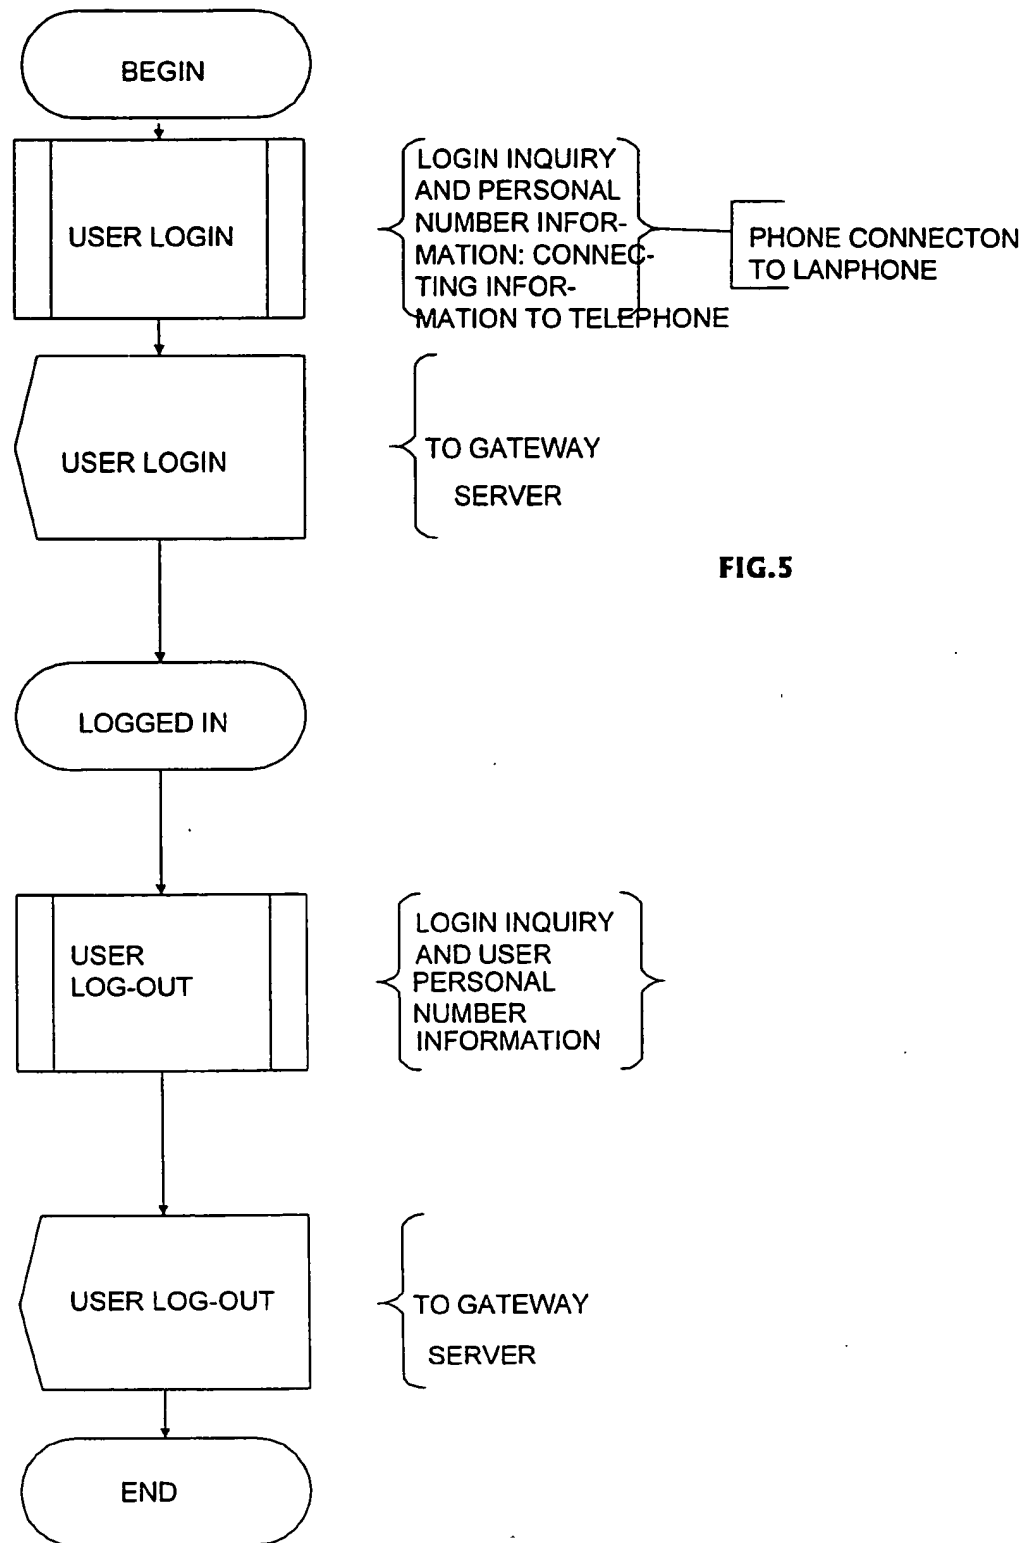 BEGIN
USER LOGIN
LOGIN INQUIRY
AND PERSONAL
NUMBER INFOR-
MATION: CONNEC-
TING INFOR-
MATION TO TELEPHONE
PHONE CONNECTON
TO LANPHONE
USER LOGIN
TO GATEWAY
SERVER
FIG.5
LOGGED IN
USER
LOG-OUT
LOGIN INQUIRY
AND USER
PERSONAL
NUMBER
INFORMATION
USER LOG-OUT
TO GATEWAY
SERVER
END